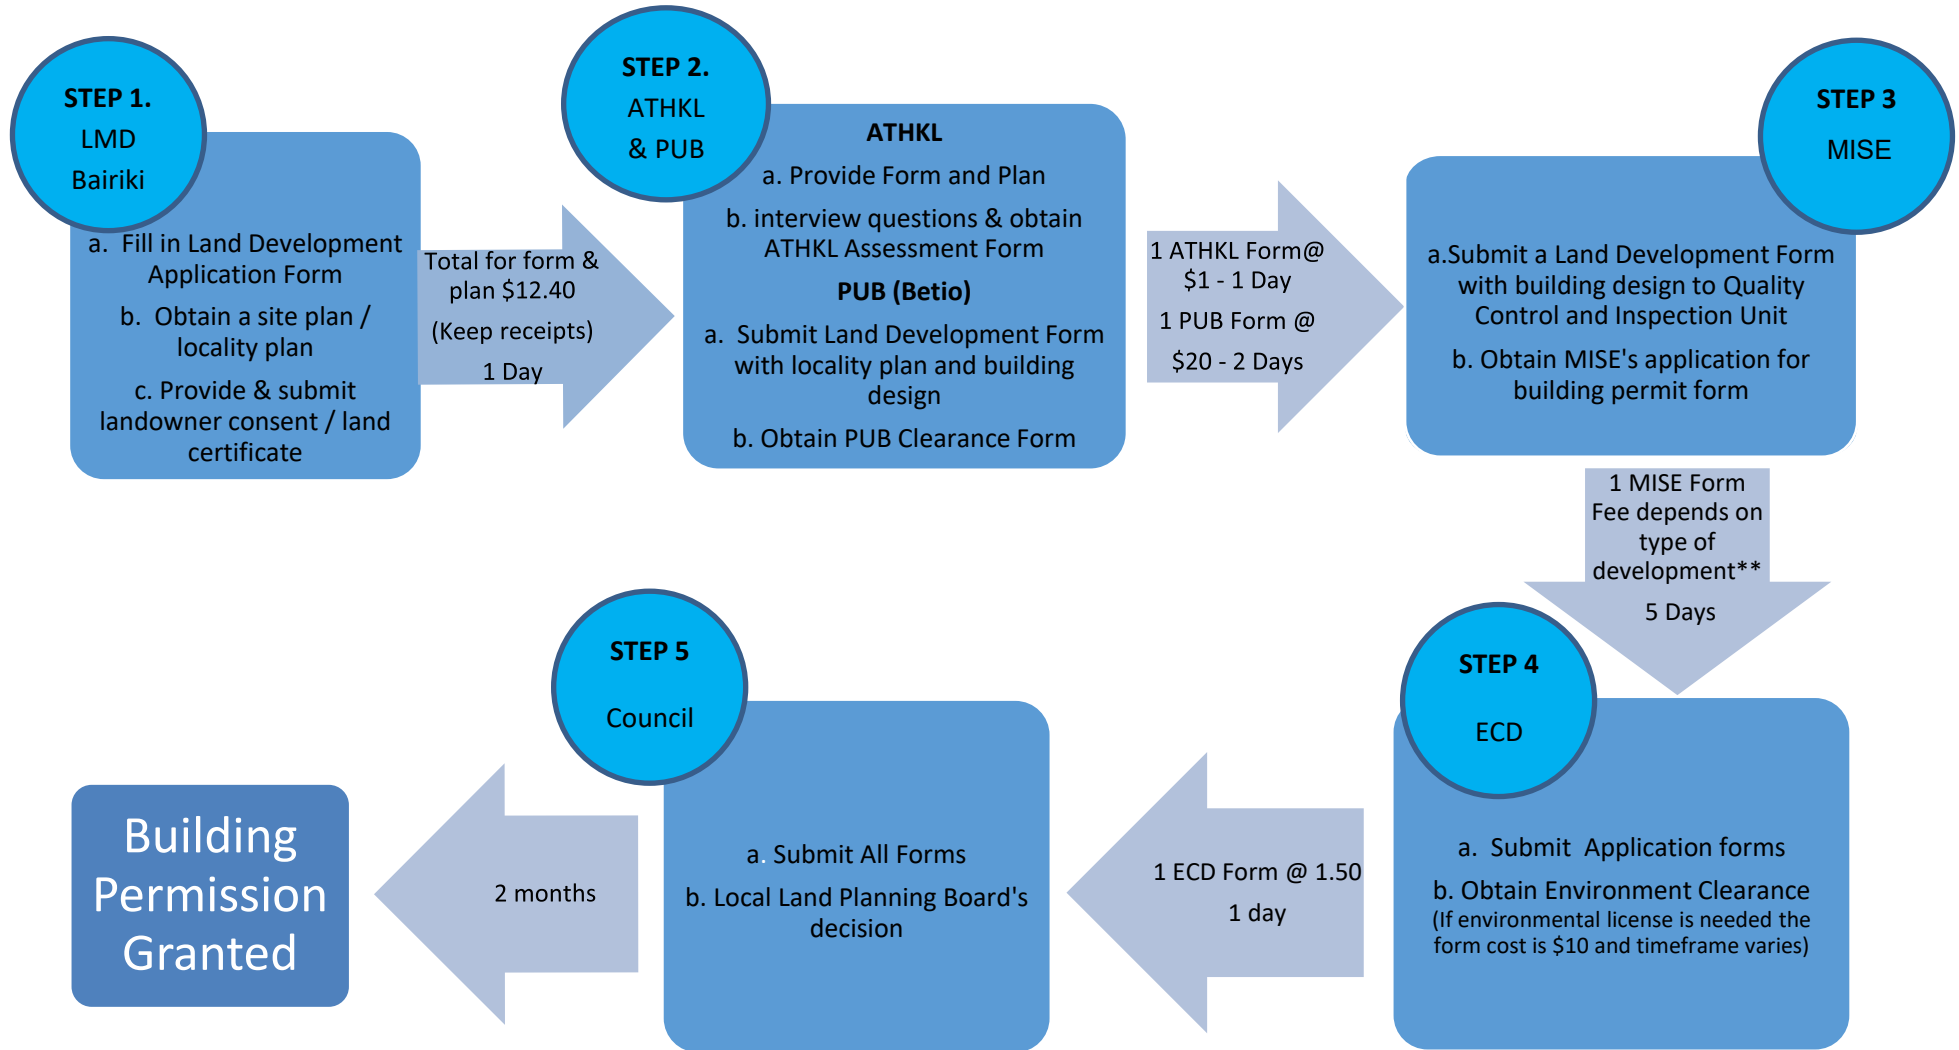 STEP 1.
LMD
Bairiki
a. Fill in Land Development
Application Form
b. Obtain a site plan /
locality plan
c. Provide & submit
landowner consent / land
certificate
Total for form &
plan $12.40
(Keep receipts)
1 Day
STEP 2.
ATHKL
& PUB
ATHKL
a. Provide Form and Plan
b. interview questions & obtain
ATHKL Assessment Form
PUB (Betio)
a. Submit Land Development Form
with locality plan and building
design
b. Obtain PUB Clearance Form
1 ATHKL Form@
$1 - 1 Day
1 PUB Form @
$20 - 2 Days
STEP 3
MISE
a.Submit a Land Development Form
with building design to Quality
Control and Inspection Unit
b. Obtain MISE's application for
building permit form
1 MISE Form
Fee depends on
type of
development**
5 Days
STEP 4
ECD
a. Submit Application forms
b. Obtain Environment Clearance
(If environmental license is needed the
form cost is $10 and timeframe varies)
1 ECD Form @ 1.50
1 day
STEP 5
Council
a. Submit All Forms
b. Local Land Planning Board's
decision
2 months
Building
Permission
Granted